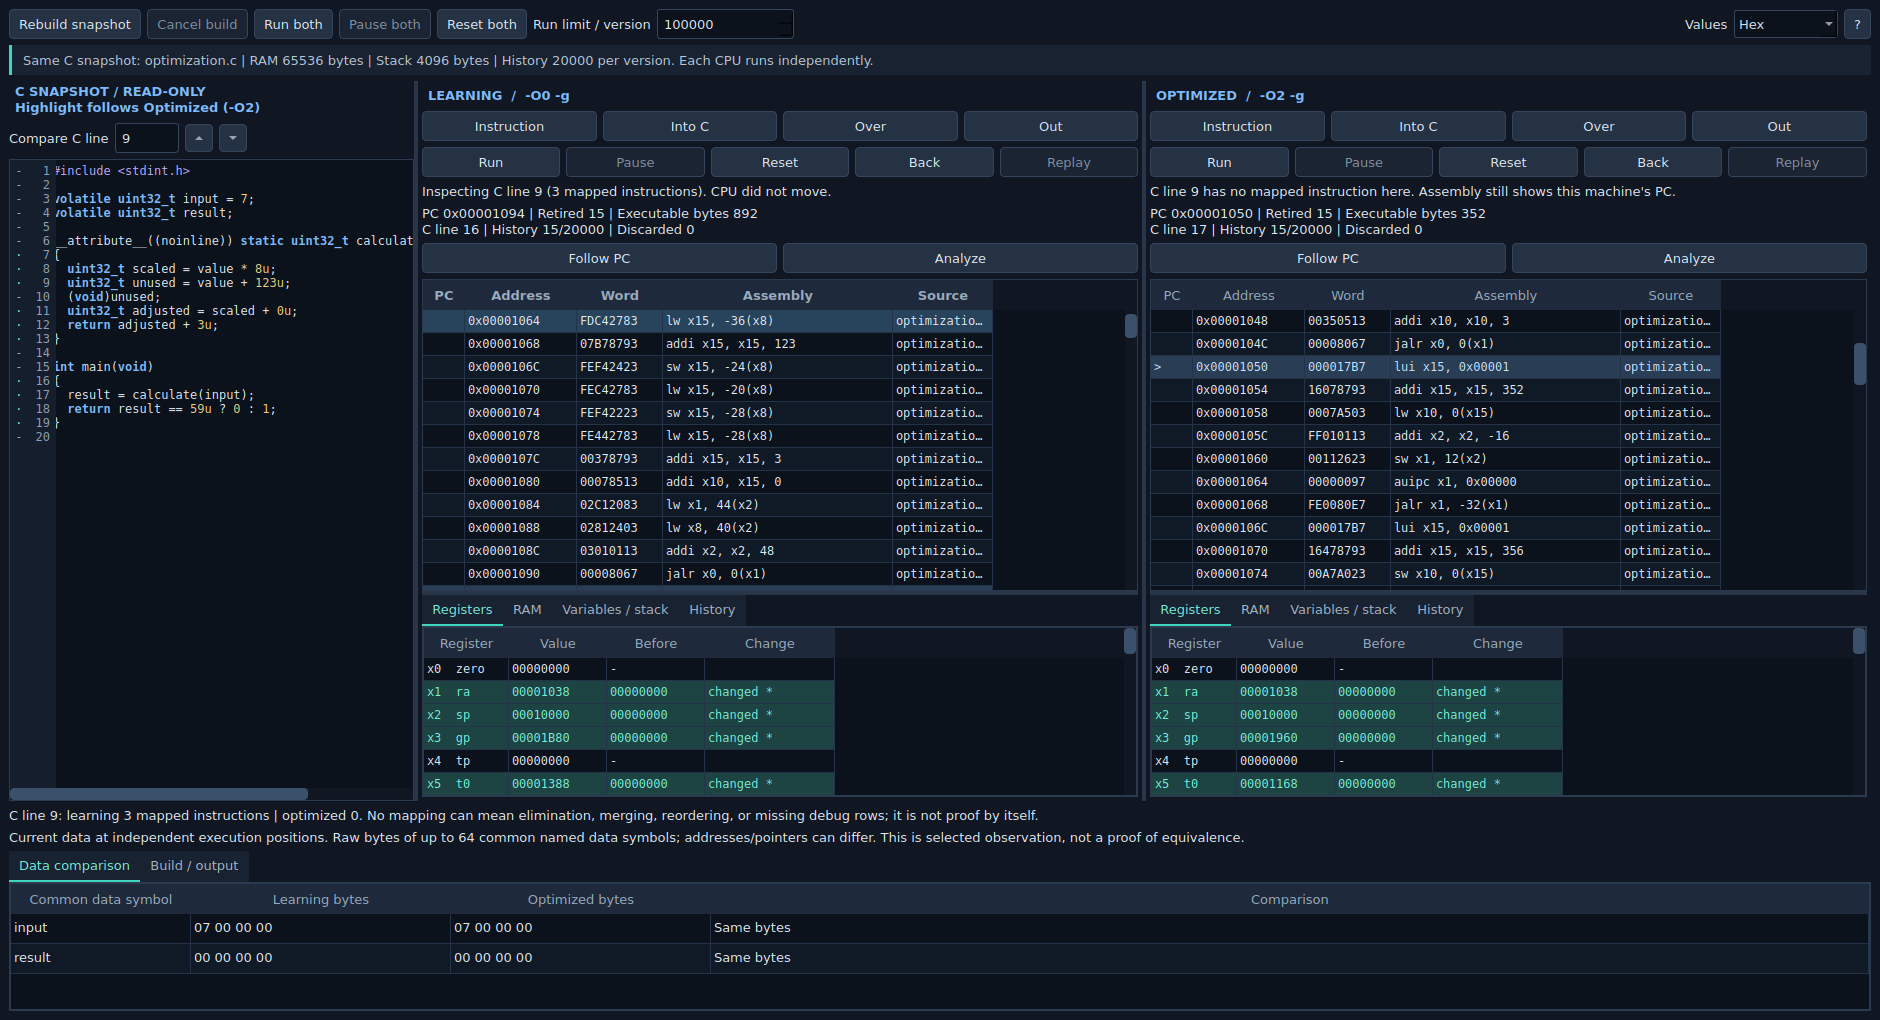 Rebuild snapshot Cancel build Run both Pause both Reset both Run limit / version 100000 Values Hex ?
Same C snapshot: optimization.c | RAM 65536 bytes | Stack 4096 bytes | History 20000 per version. Each CPU runs independently.
C SNAPSHOT / READ-ONLY
Highlight follows Optimized (-O2)
Compare C line 9
- 1 #include <stdint.h>
- 2
- 3 volatile uint32_t input = 7;
- 4 volatile uint32_t result;
- 5
- 6 __attribute__((noinline)) static uint32_t calculat
· 7 {
· 8 uint32_t scaled = value * 8u;
· 9 uint32_t unused = value + 123u;
- 10 (void)unused;
· 11 uint32_t adjusted = scaled + 0u;
· 12 return adjusted + 3u;
· 13 }
- 14
- 15 int main(void)
· 16 {
· 17 result = calculate(input);
· 18 return result == 59u ? 0 : 1;
· 19 }
- 20
LEARNING / -O0 -g
Instruction Into C Over Out
Run Pause Reset Back Replay
Inspecting C line 9 (3 mapped instructions). CPU did not move.
PC 0x00001094 | Retired 15 | Executable bytes 892
C line 16 | History 15/20000 | Discarded 0
Follow PC Analyze
PC Address Word Assembly Source
0x00001064 FDC42783 lw x15, -36(x8) optimizatio…
0x00001068 07B78793 addi x15, x15, 123 optimizatio…
0x0000106C FEF42423 sw x15, -24(x8) optimizatio…
0x00001070 FEC42783 lw x15, -20(x8) optimizatio…
0x00001074 FEF42223 sw x15, -28(x8) optimizatio…
0x00001078 FE442783 lw x15, -28(x8) optimizatio…
0x0000107C 00378793 addi x15, x15, 3 optimizatio…
0x00001080 00078513 addi x10, x15, 0 optimizatio…
0x00001084 02C12083 lw x1, 44(x2) optimizatio…
0x00001088 02812403 lw x8, 40(x2) optimizatio…
0x0000108C 03010113 addi x2, x2, 48 optimizatio…
0x00001090 00008067 jalr x0, 0(x1) optimizatio…
Registers RAM Variables / stack History
Register Value Before Change
x0 zero 00000000 -
x1 ra 00001038 00000000 changed *
x2 sp 00010000 00000000 changed *
x3 gp 00001B80 00000000 changed *
x4 tp 00000000 -
x5 t0 00001388 00000000 changed *
OPTIMIZED / -O2 -g
Instruction Into C Over Out
Run Pause Reset Back Replay
C line 9 has no mapped instruction here. Assembly still shows this machine's PC.
PC 0x00001050 | Retired 15 | Executable bytes 352
C line 17 | History 15/20000 | Discarded 0
Follow PC Analyze
PC Address Word Assembly Source
0x00001048 00350513 addi x10, x10, 3 optimizatio…
0x0000104C 00008067 jalr x0, 0(x1) optimizatio…
> 0x00001050 000017B7 lui x15, 0x00001 optimizatio…
0x00001054 16078793 addi x15, x15, 352 optimizatio…
0x00001058 0007A503 lw x10, 0(x15) optimizatio…
0x0000105C FF010113 addi x2, x2, -16 optimizatio…
0x00001060 00112623 sw x1, 12(x2) optimizatio…
0x00001064 00000097 auipc x1, 0x00000 optimizatio…
0x00001068 FE0080E7 jalr x1, -32(x1) optimizatio…
0x0000106C 000017B7 lui x15, 0x00001 optimizatio…
0x00001070 16478793 addi x15, x15, 356 optimizatio…
0x00001074 00A7A023 sw x10, 0(x15) optimizatio…
Registers RAM Variables / stack History
Register Value Before Change
x0 zero 00000000 -
x1 ra 00001038 00000000 changed *
x2 sp 00010000 00000000 changed *
x3 gp 00001960 00000000 changed *
x4 tp 00000000 -
x5 t0 00001168 00000000 changed *
C line 9: learning 3 mapped instructions | optimized 0. No mapping can mean elimination, merging, reordering, or missing debug rows; it is not proof by itself.
Current data at independent execution positions. Raw bytes of up to 64 common named data symbols; addresses/pointers can differ. This is selected observation, not a proof of equivalence.
Data comparison Build / output
Common data symbol Learning bytes Optimized bytes Comparison
input 07 00 00 00 07 00 00 00 Same bytes
result 00 00 00 00 00 00 00 00 Same bytes